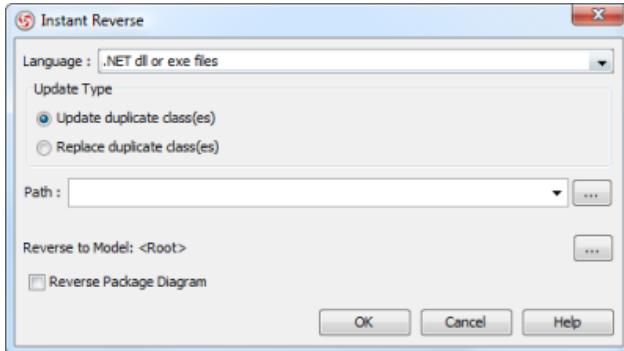 Instant Reverse
Language : .NET dll or exe files
Update Type
Update duplicate class(es)
Replace duplicate class(es)
Path : ...
Reverse to Model: <Root> ...
Reverse Package Diagram
OK Cancel Help